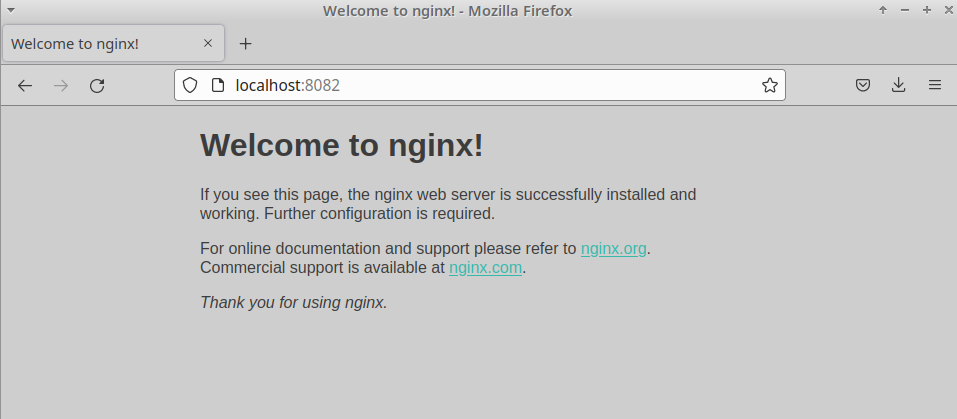 Welcome to nginx! - Mozilla Firefox
Welcome to nginx!
localhost:8082
Welcome to nginx!
If you see this page, the nginx web server is successfully installed and
working. Further configuration is required.
For online documentation and support please refer to nginx.org.
Commercial support is available at nginx.com.
Thank you for using nginx.